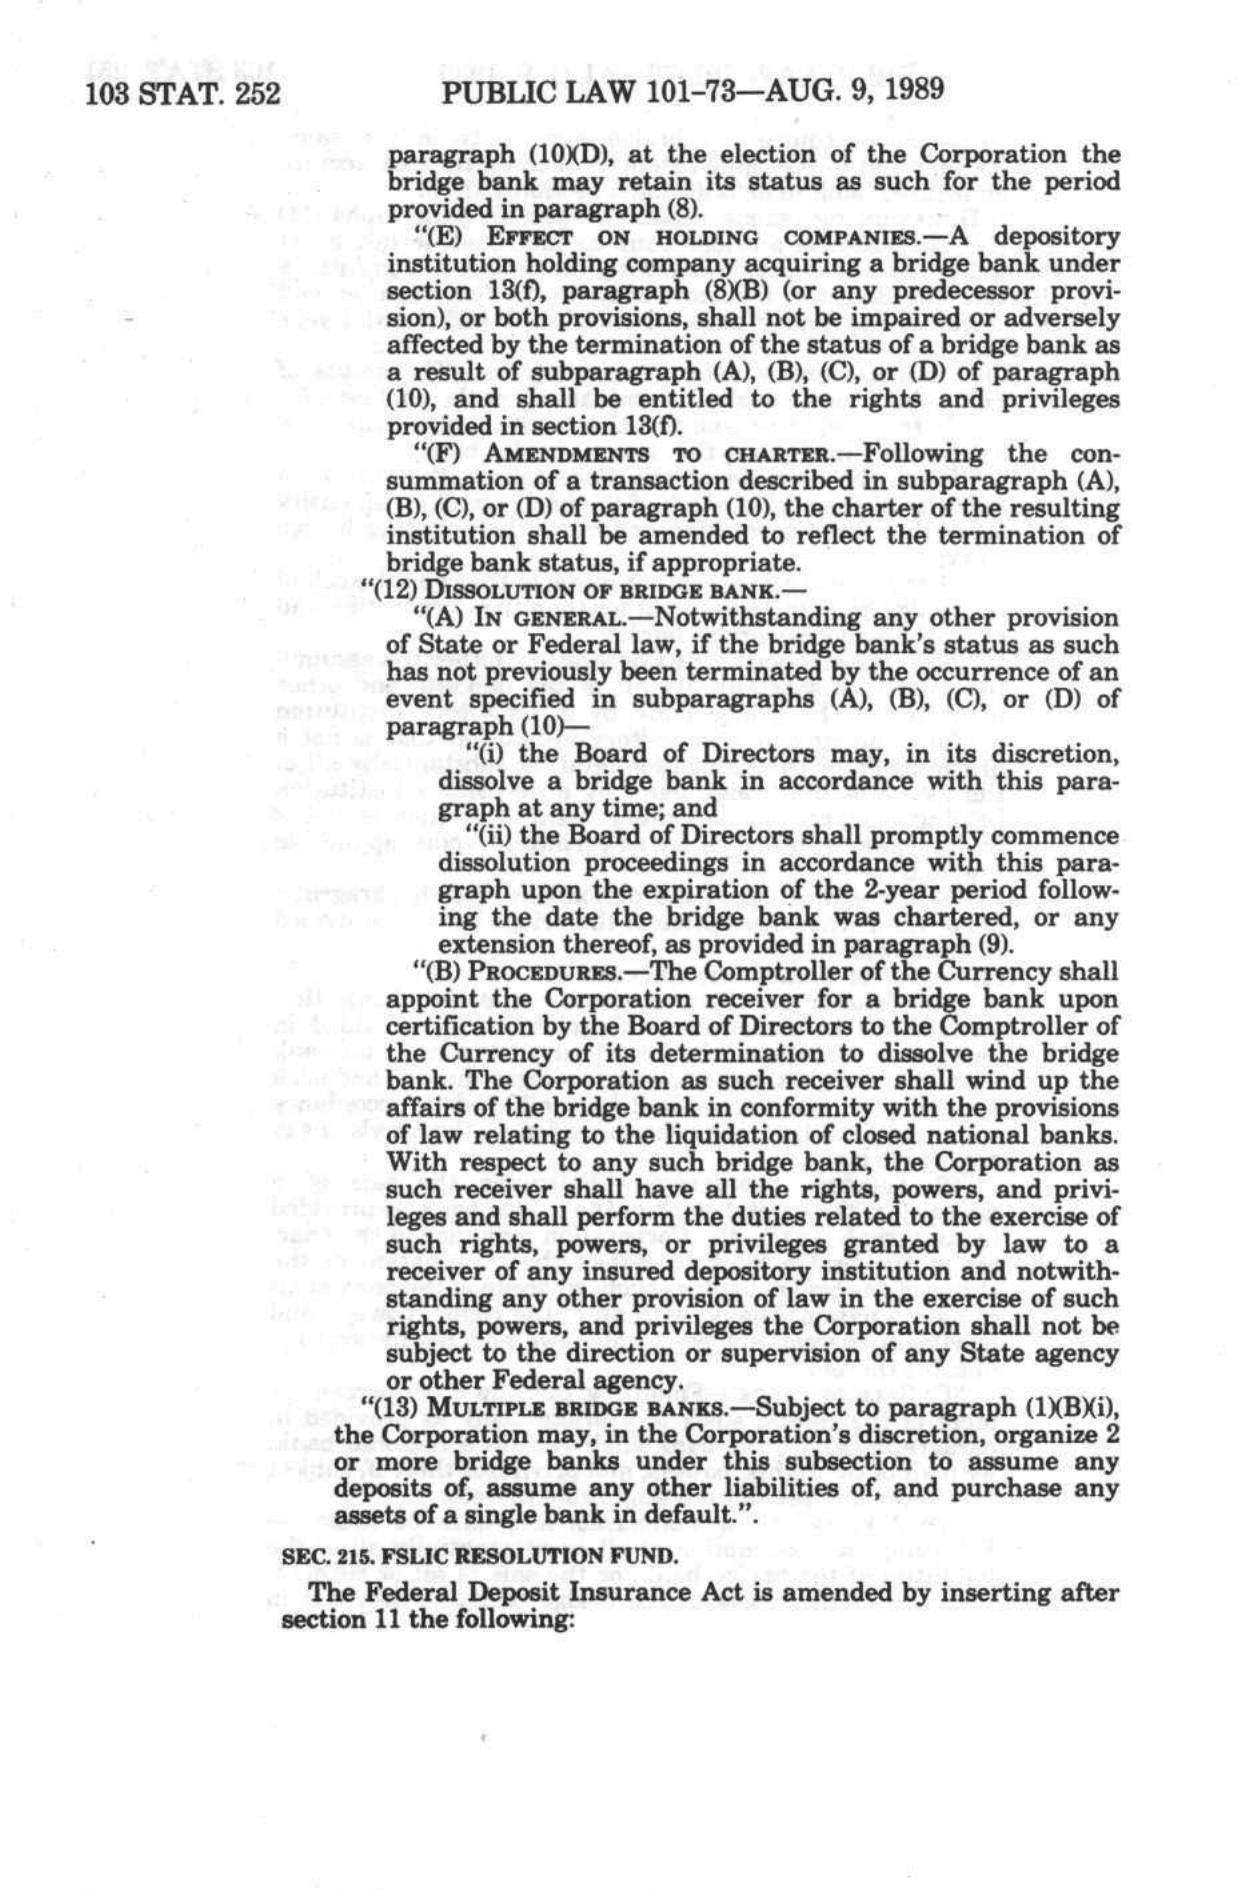 103 STAT. 252 PUBLIC LAW 101-73—AUG. 9, 1989
paragraph (10)(D), at the election of the Corporation the
bridge bank may retain its status as such for the period
provided in paragraph (8).
“(E) EFFECT ON HOLDING COMPANIES.—A depository
institution holding company acquiring a bridge bank under
section 13(f), paragraph (8)(B) (or any predecessor provi-
sion), or both provisions, shall not be impaired or adversely
affected by the termination of the status of a bridge bank as
a result of subparagraph (A), (B), (C), or (D) of paragraph
(10), and shall be entitled to the rights and privileges
provided in section 13(f).
“(F) AMENDMENTS TO CHARTER.—Following the con-
summation of a transaction described in subparagraph (A),
(B), (C), or (D) of paragraph (10), the charter of the resulting
institution shall be amended to reflect the termination of
bridge bank status, if appropriate.
“(12) DISSOLUTION OF BRIDGE BANK.—
“(A) IN GENERAL.—Notwithstanding any other provision
of State or Federal law, if the bridge bank's status as such
has not previously been terminated by the occurrence of an
event specified in subparagraphs (A), (B), (C), or (D) of
paragraph (10)—
“(i) the Board of Directors may, in its discretion,
dissolve a bridge bank in accordance with this para-
graph at any time; and
“(ii) the Board of Directors shall promptly commence
dissolution proceedings in accordance with this para-
graph upon the expiration of the 2-year period follow-
ing the date the bridge bank was chartered, or any
extension thereof, as provided in paragraph (9).
“(B) PROCEDURES.—The Comptroller of the Currency shall
appoint the Corporation receiver for a bridge bank upon
certification by the Board of Directors to the Comptroller of
the Currency of its determination to dissolve the bridge
bank. The Corporation as such receiver shall wind up the
affairs of the bridge bank in conformity with the provisions
of law relating to the liquidation of closed national banks.
With respect to any such bridge bank, the Corporation as
such receiver shall have all the rights, powers, and privi-
leges and shall perform the duties related to the exercise of
such rights, powers, or privileges granted by law to a
receiver of any insured depository institution and notwith-
standing any other provision of law in the exercise of such
rights, powers, and privileges the Corporation shall not be
subject to the direction or supervision of any State agency
or other Federal agency.
“(13) MULTIPLE BRIDGE BANKS.—Subject to paragraph (1)(B)(i),
the Corporation may, in the Corporation's discretion, organize 2
or more bridge banks under this subsection to assume any
deposits of, assume any other liabilities of, and purchase any
assets of a single bank in default.”.
SEC. 215. FSLIC RESOLUTION FUND.
The Federal Deposit Insurance Act is amended by inserting after
section 11 the following: